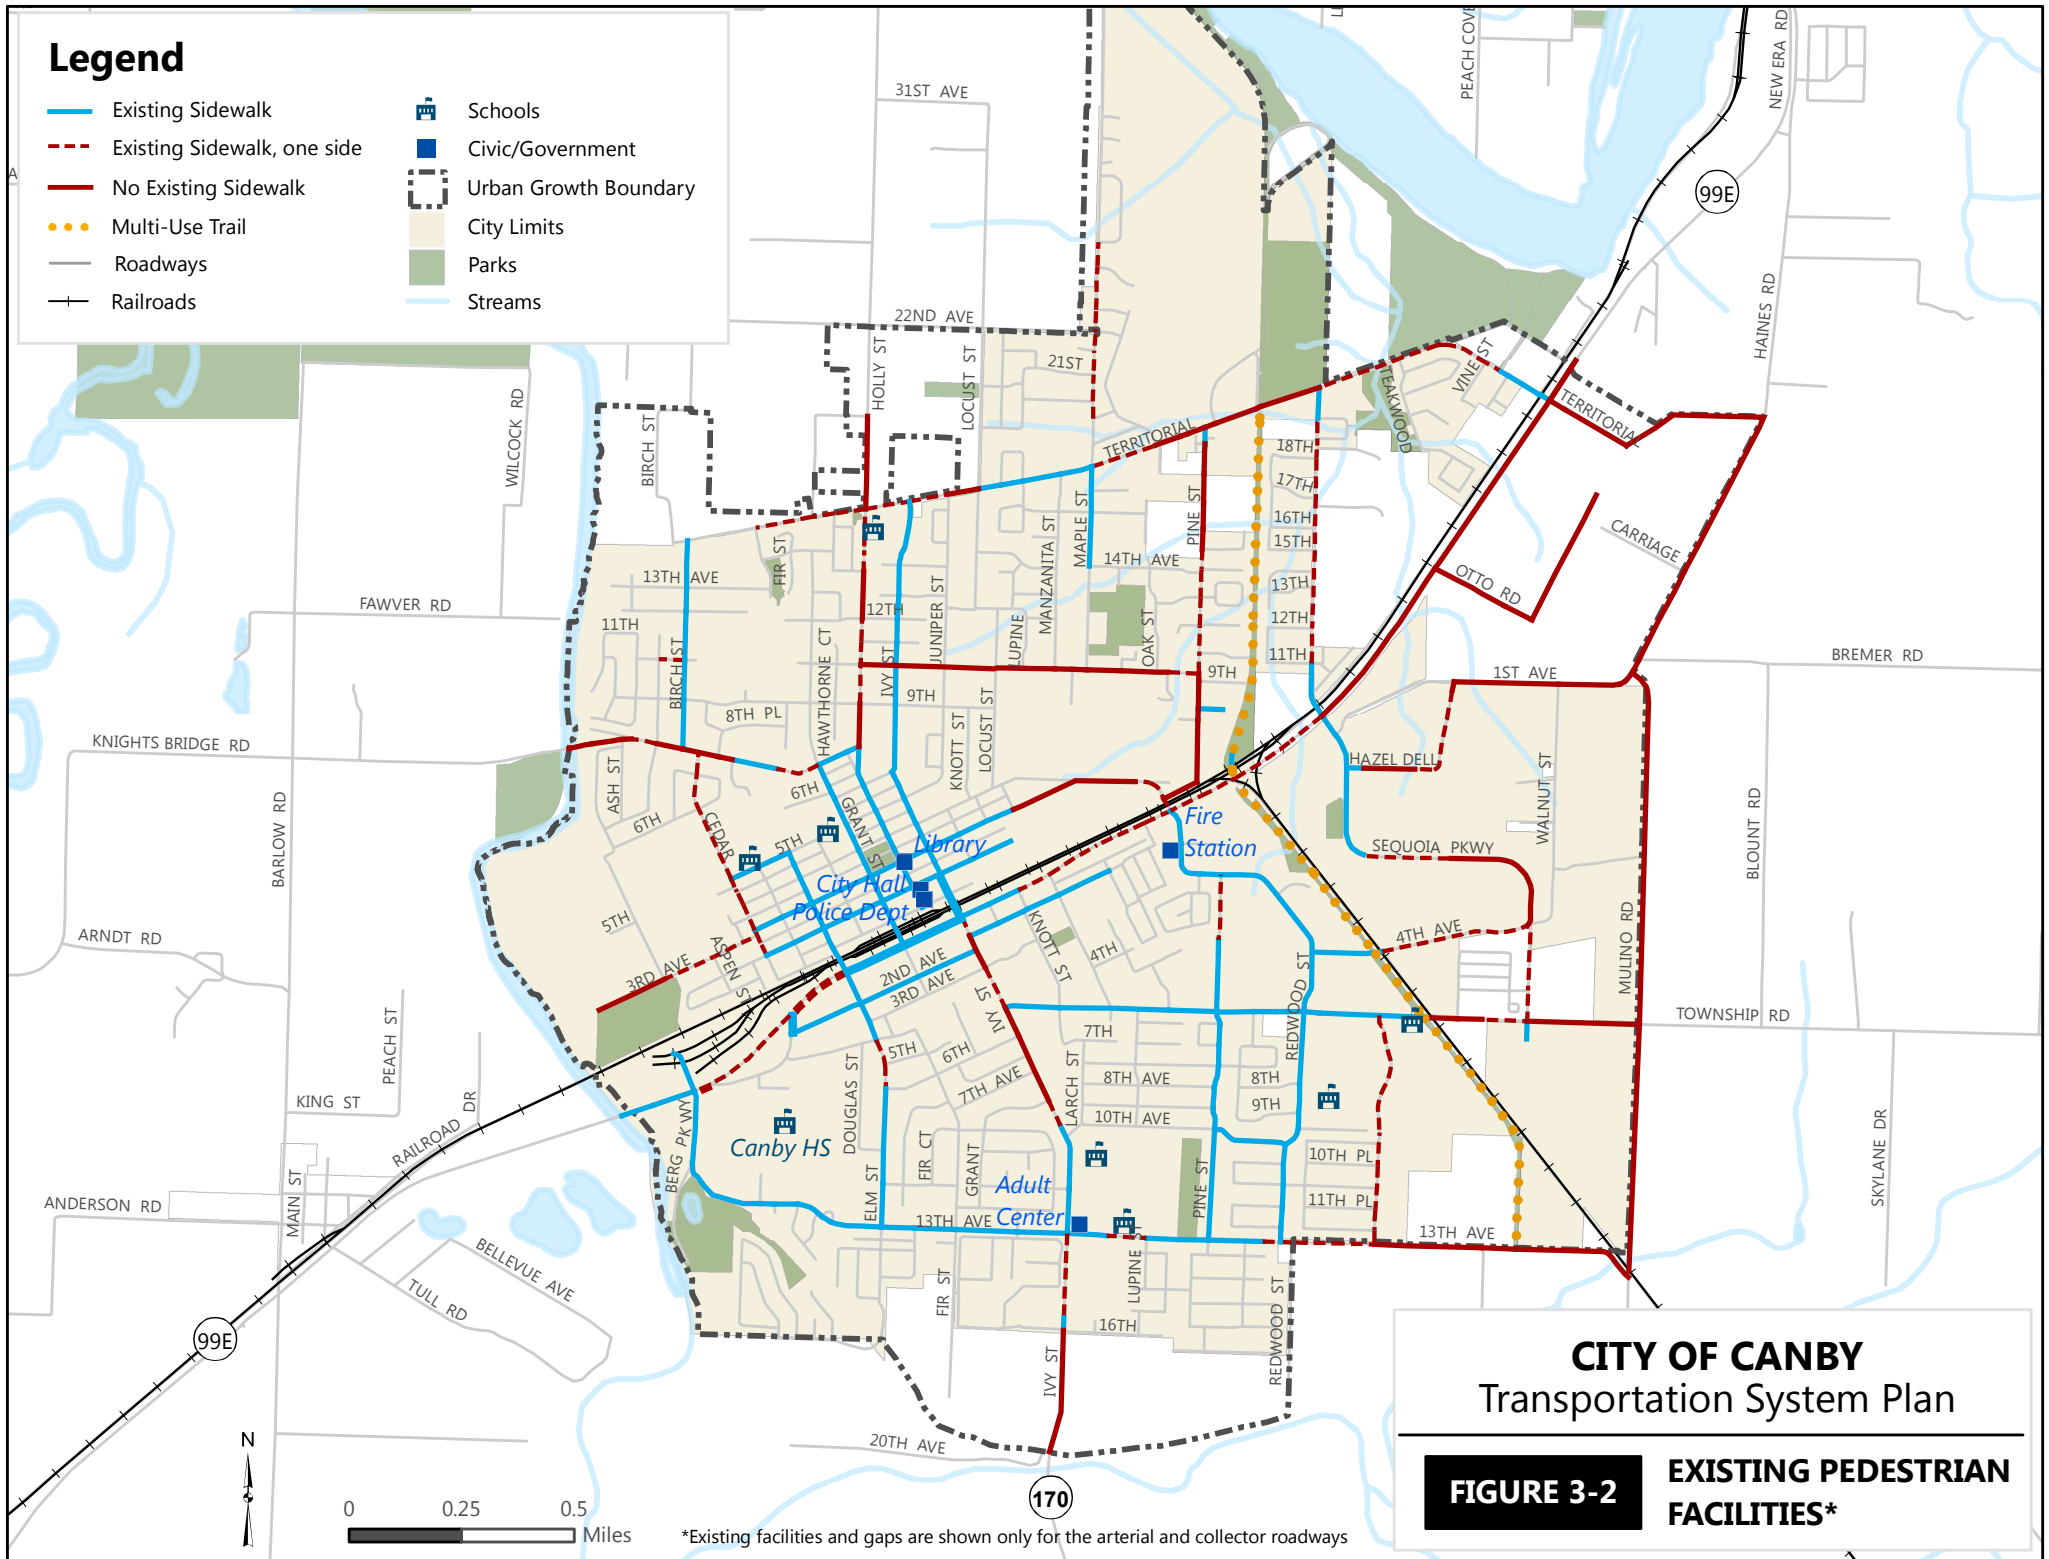 Legend
Existing Sidewalk
Existing Sidewalk, one side
No Existing Sidewalk
Multi-Use Trail
Roadways
Railroads
Schools
Civic/Government
Urban Growth Boundary
City Limits
Parks
Streams
31ST AVE
PEACH COVE
NEW ERA RD
99E
HAINES RD
22ND AVE
HOLLY ST
LOCUST ST
21ST
TEAKWOOD
VINE ST
TERRITORIAL
TERRITORIAL
WILCOCK RD
BIRCH ST
18TH
17TH
16TH
15TH
13TH
12TH
11TH
PINE ST
MAPLE ST
MANZANITA ST
14TH AVE
CARRIAGE
OTTO RD
FIR ST
13TH AVE
FAWVER RD
11TH
12TH
JUNIPER ST
LUPINE
OAK ST
BIRCH ST
HAWTHORNE CT
IVY ST
9TH
9TH
1ST AVE
BREMER RD
8TH PL
KNOTT ST
LOCUST ST
KNIGHTS BRIDGE RD
ASH ST
6TH
HAZEL DELL
WALNUT ST
BARLOW RD
6TH
CEDAR
5TH
GRANT ST
Library
Fire
Station
SEQUOIA PKWY
BLOUNT RD
City Hall
Police Dept
5TH
ARNDT RD
3RD AVE
ASPEN ST
2ND AVE
3RD AVE
KNOTT ST
4TH
4TH AVE
MULINO RD
REDWOOD ST
IVY ST
TOWNSHIP RD
PEACH ST
7TH
5TH
6TH
7TH AVE
DOUGLAS ST
LARCH ST
8TH AVE
8TH
9TH
10TH AVE
KING ST
RAILROAD DR
BERG PKWY
Canby HS
FIR CT
GRANT
ELM ST
10TH PL
11TH PL
PINE ST
SKYLANE DR
Adult
Center
ANDERSON RD
MAIN ST
13TH AVE
13TH AVE
LUPINE ST
BELLEVUE AVE
TULL RD
FIR ST
16TH
REDWOOD ST
IVY ST
99E
20TH AVE
170
N
0 0.25 0.5
Miles
*Existing facilities and gaps are shown only for the arterial and collector roadways
CITY OF CANBY
Transportation System Plan
FIGURE 3-2
EXISTING PEDESTRIAN
FACILITIES*